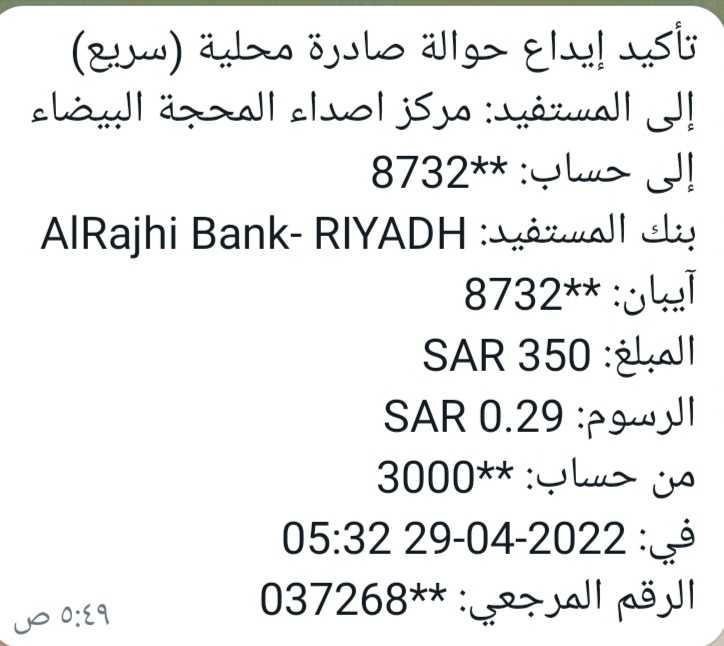 تأكيد إيداع حوالة صادرة محلية (سريع)
إلى المستفيد: مركز اصداء المحجة البيضاء
إلى حساب: **8732
بنك المستفيد: AlRajhi Bank- RIYADH
آيبان: **8732
المبلغ: SAR 350
الرسوم: SAR 0.29
من حساب: **3000
في: 2022-04-29 05:32
الرقم المرجعي: **037268
٥:٤٩ ص